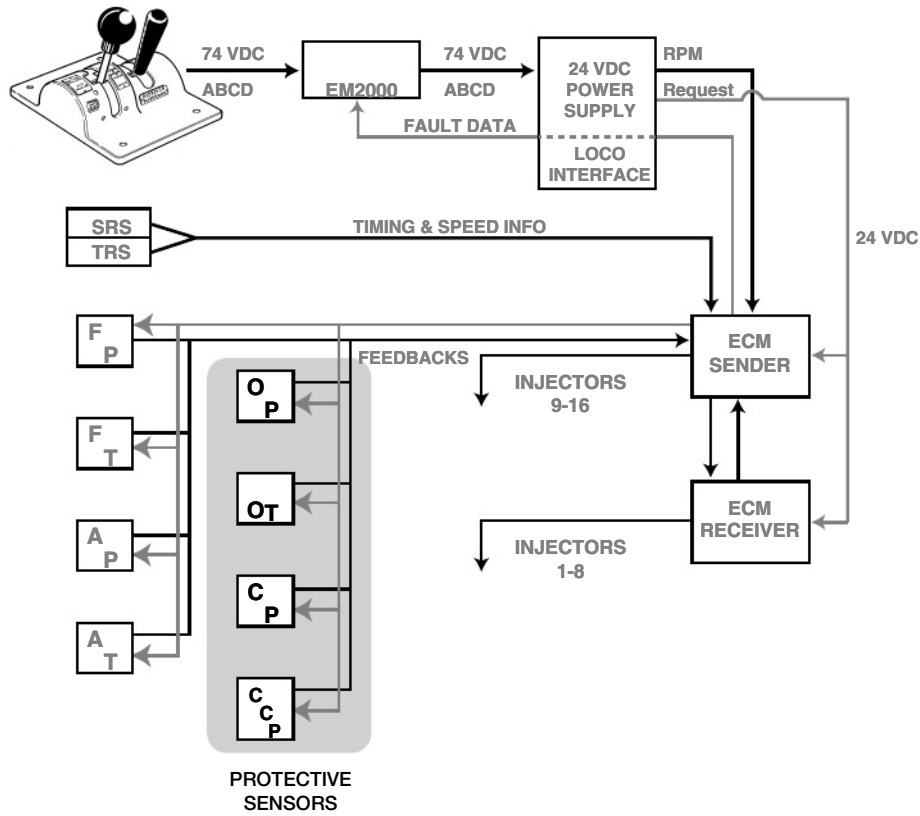 74 VDC
ABCD
EM2000
74 VDC
ABCD
24 VDC
POWER
SUPPLY
LOCO
INTERFACE
RPM
Request
FAULT DATA
SRS
TRS
TIMING & SPEED INFO
24 VDC
F
P
FEEDBACKS
ECM
SENDER
O
P
INJECTORS
9-16
F
T
OT
ECM
RECEIVER
A
P
INJECTORS
1-8
C
P
A
T
C
C
P
PROTECTIVE
SENSORS